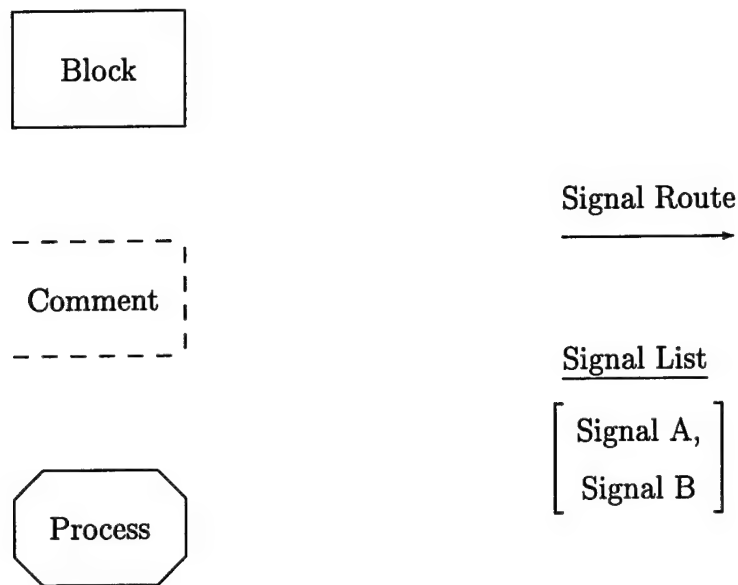 Block
Comment
Process
Signal Route
Signal List
Signal A,
Signal B